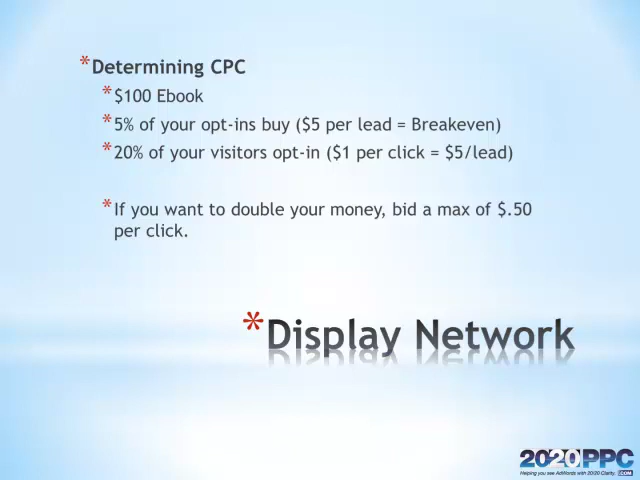 *Determining CPC
*$100 Ebook
*5% of your opt-ins buy ($5 per lead = Breakeven)
*20% of your visitors opt-in ($1 per click = $5/lead)
*If you want to double your money, bid a max of $.50
per click.
*Display Network
2020PPC
Helping you see AdWords with 20/20 Clarity. .COM